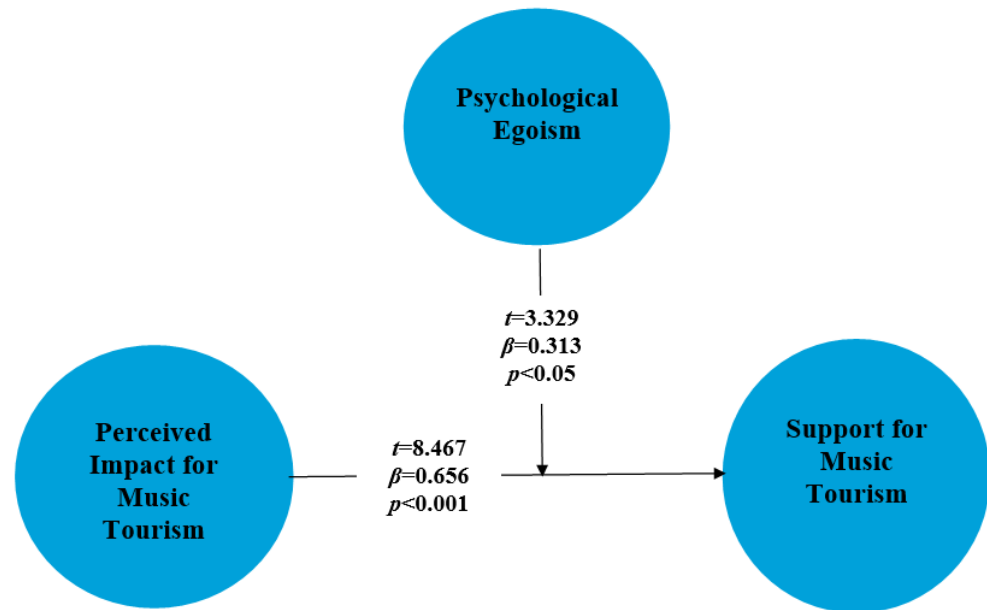 Psychological
Egoism
t=3.329
β=0.313
p<0.05
Perceived
Impact for
Music
Tourism
t=8.467
β=0.656
p<0.001
Support for
Music
Tourism